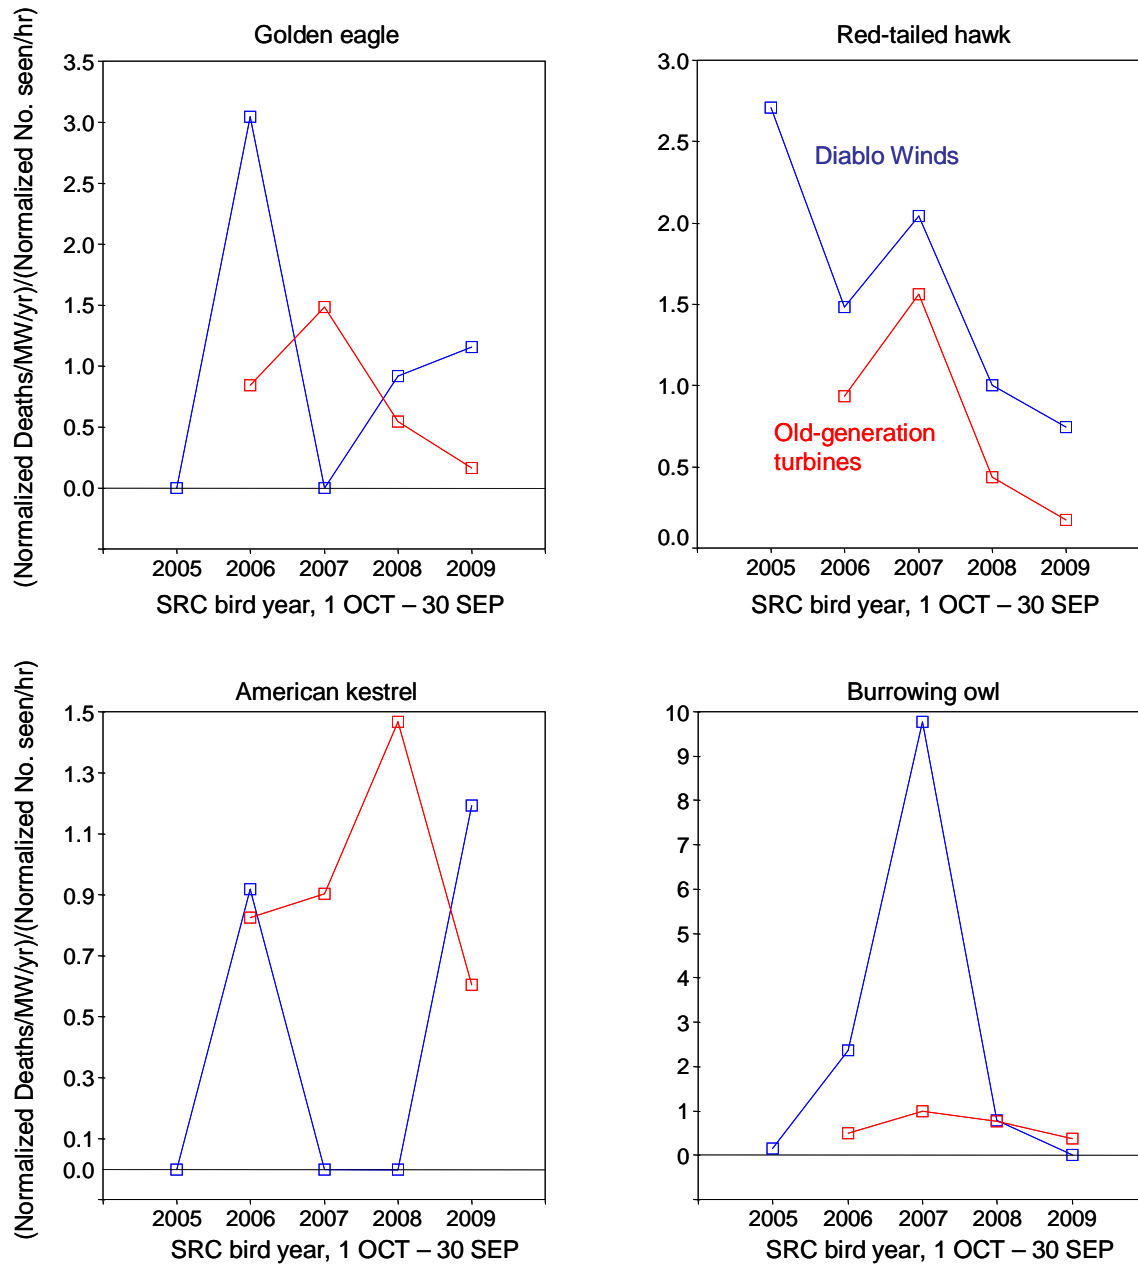 Golden eagle
(Normalized Deaths/MW/yr)/(Normalized No. seen/hr)
3.5
3.0
2.5
2.0
1.5
1.0
0.5
0.0
2005 2006 2007 2008 2009
SRC bird year, 1 OCT – 30 SEP
Red-tailed hawk
3.0
2.5
2.0
1.5
1.0
0.5
0.0
Diablo Winds
Old-generation
turbines
2005 2006 2007 2008 2009
SRC bird year, 1 OCT – 30 SEP
American kestrel
(Normalized Deaths/MW/yr)/(Normalized No. seen/hr)
1.5
1.3
1.1
0.9
0.7
0.5
0.3
0.1
0.0
2005 2006 2007 2008 2009
SRC bird year, 1 OCT – 30 SEP
Burrowing owl
10
9
8
7
6
5
4
3
2
1
0
2005 2006 2007 2008 2009
SRC bird year, 1 OCT – 30 SEP